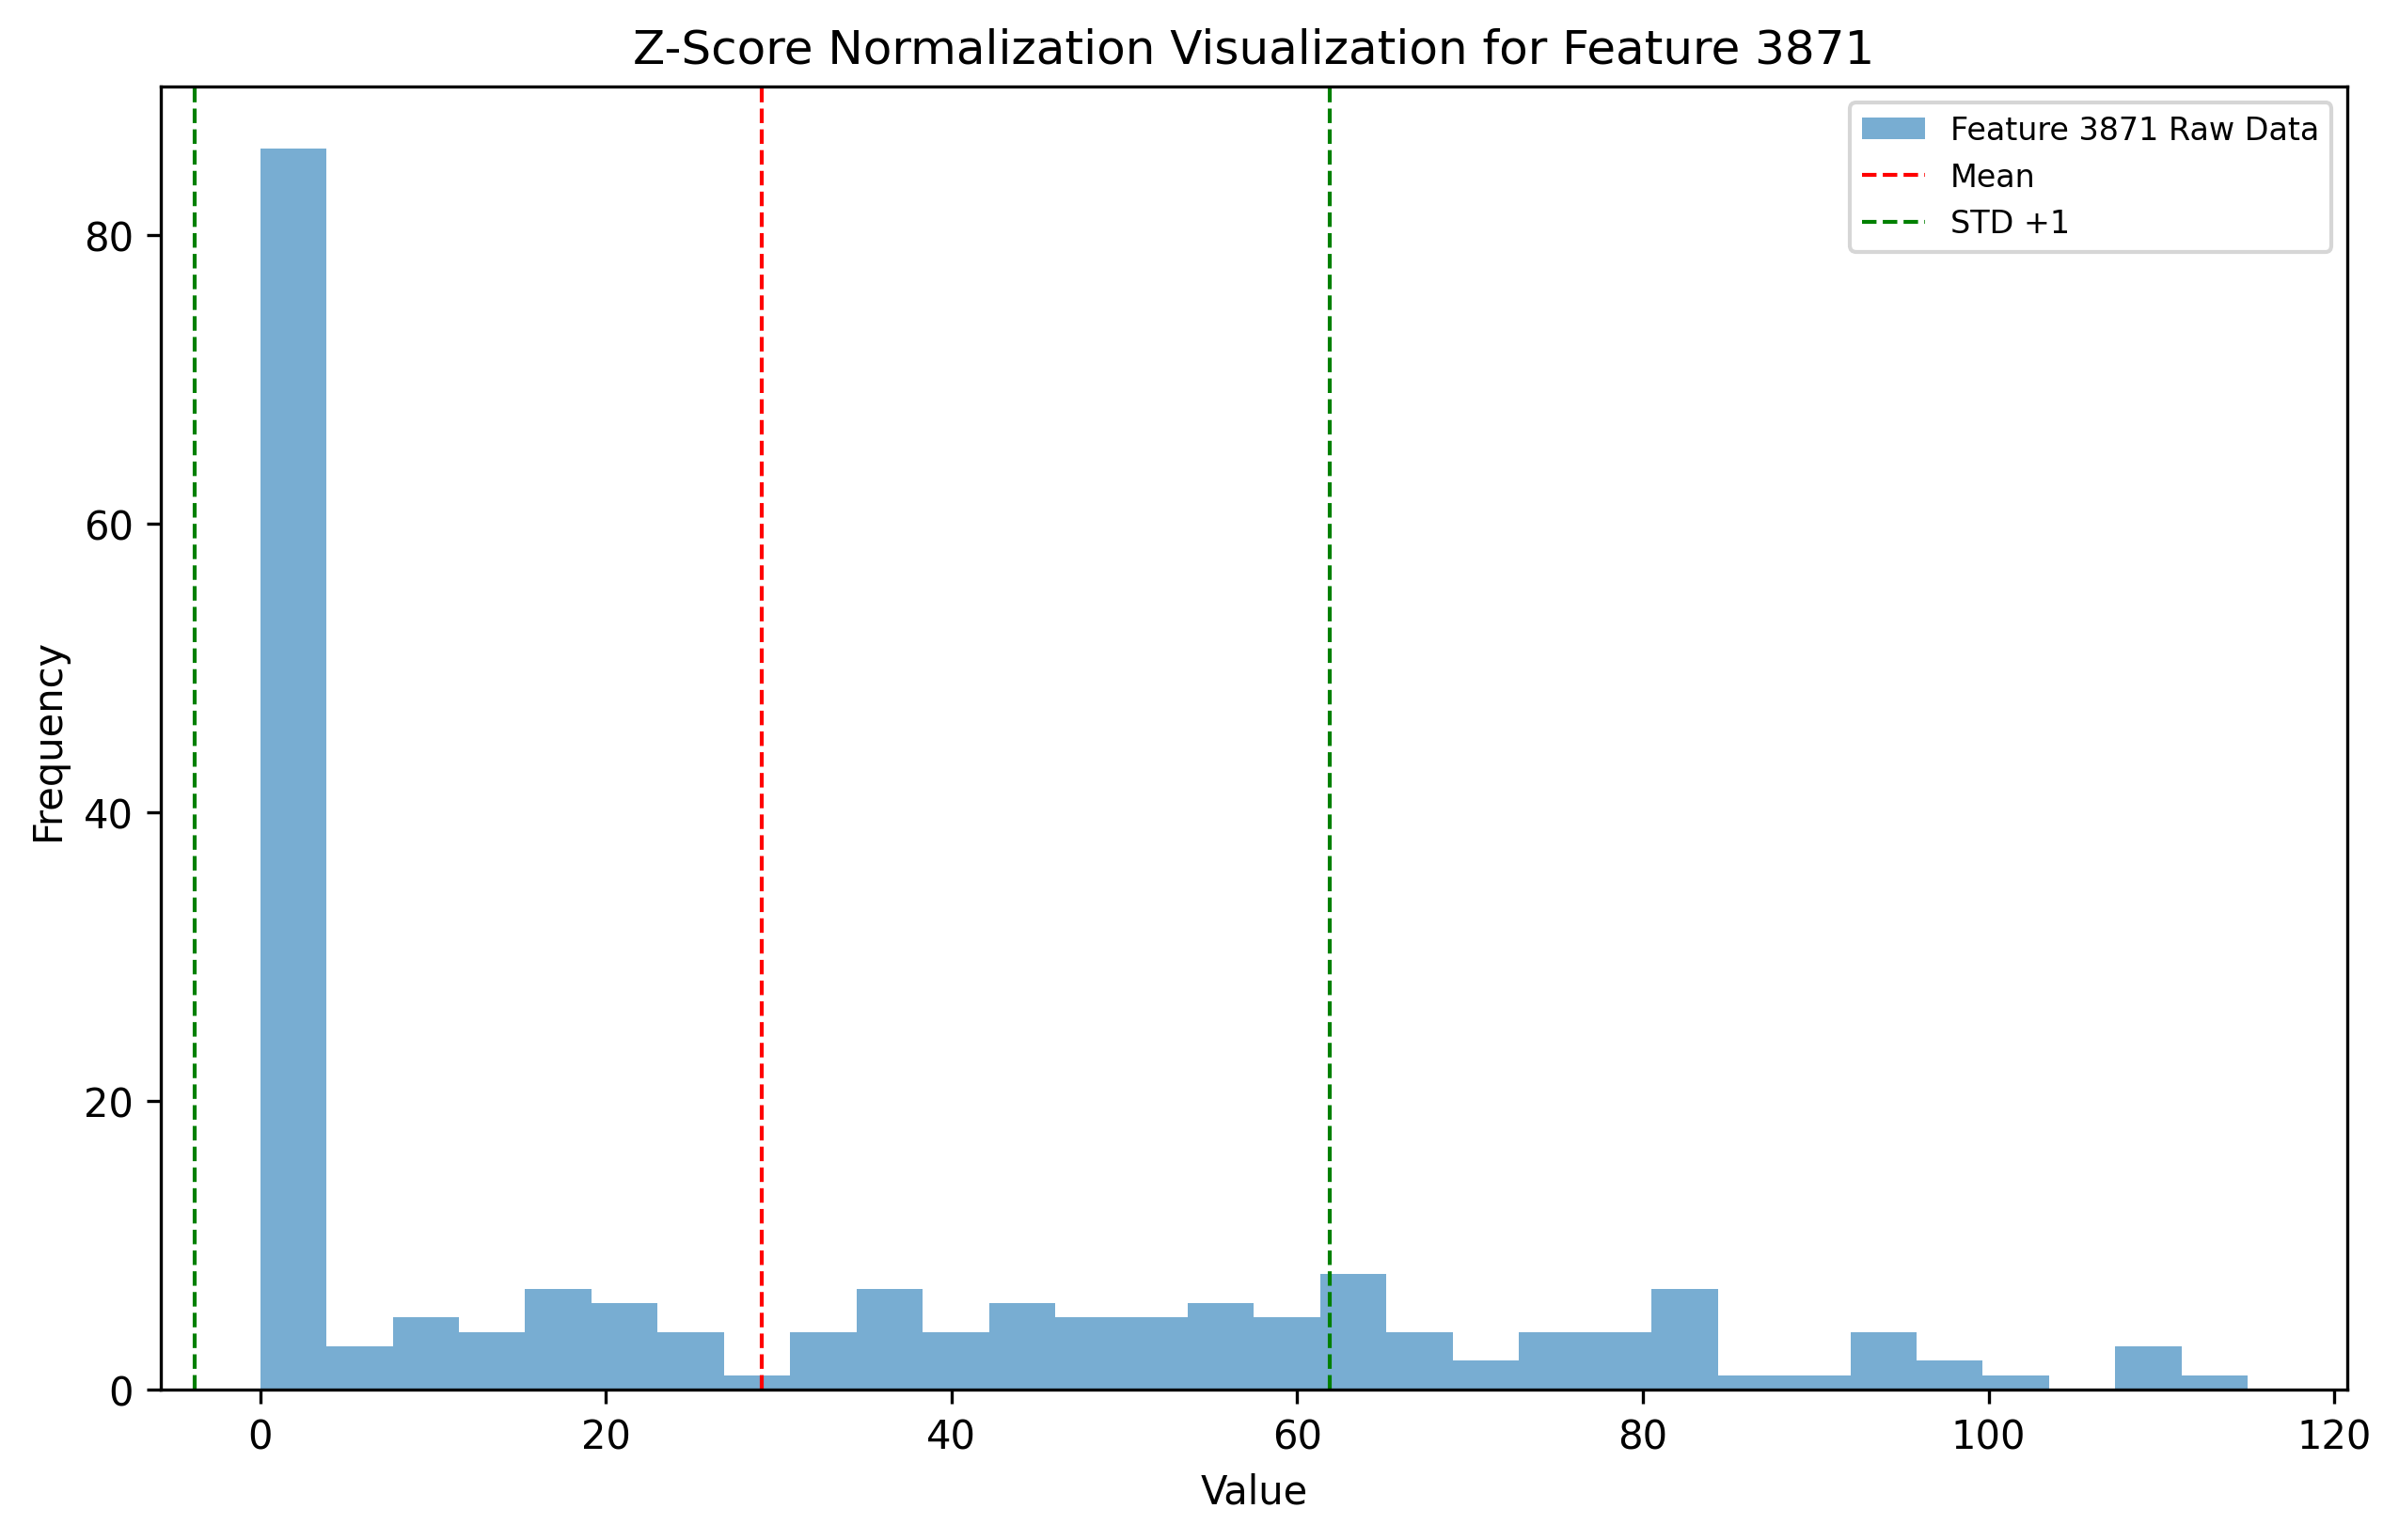 Z-Score Normalization Visualization for Feature 3871
Feature 3871 Raw Data
Mean
STD +1
80
60
40
20
0
Frequency
0 20 40 60 80 100 120
Value